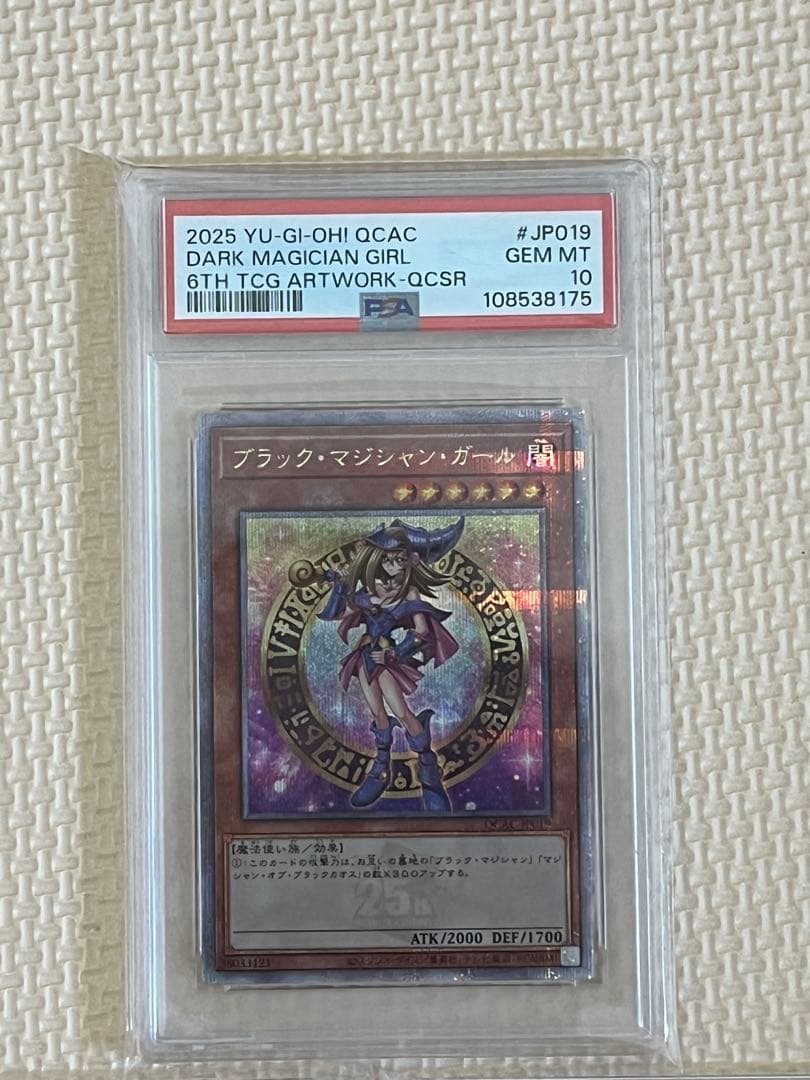 2025 YU-GI-OH! QCAC #JP019
DARK MAGICIAN GIRL GEM MT
6TH TCG ARTWORK-QCSR 10
PSA 108538175
ブラック・マジシャン・ガール 闇
QCAC-JP019
【魔法使い族/効果】
①:このカードの攻撃力は、お互いの墓地の「ブラック・マジシャン」「マジ
シャン・オブ・ブラックカオス」の数×300アップする。
25th
ATK/2000 DEF/1700